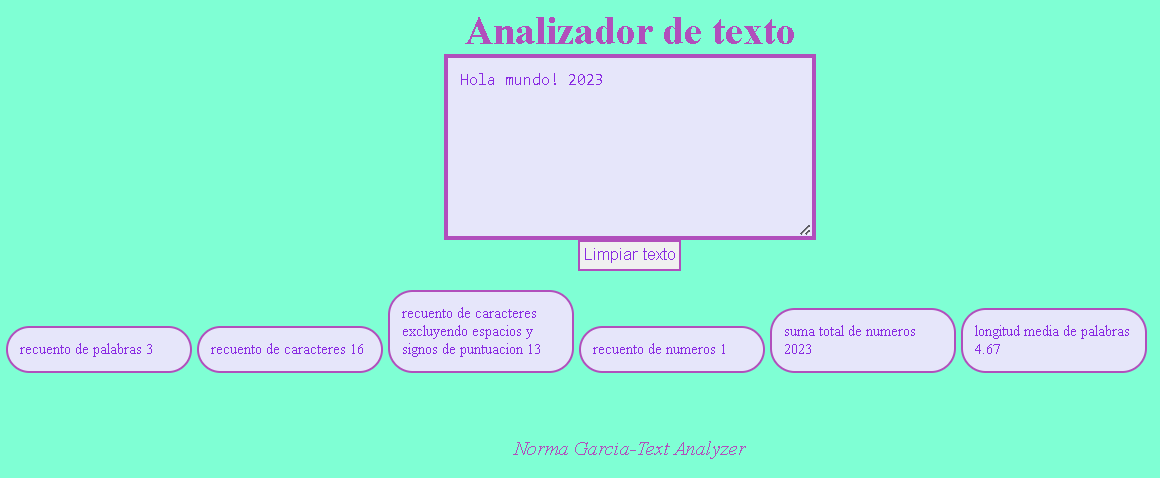 Analizador de texto
Hola mundo! 2023
Limpiar texto
recuento de palabras 3
recuento de caracteres 16
recuento de caracteres
excluyendo espacios y
signos de puntuacion 13
recuento de numeros 1
suma total de numeros
2023
longitud media de palabras
4.67
Norma Garcia-Text Analyzer